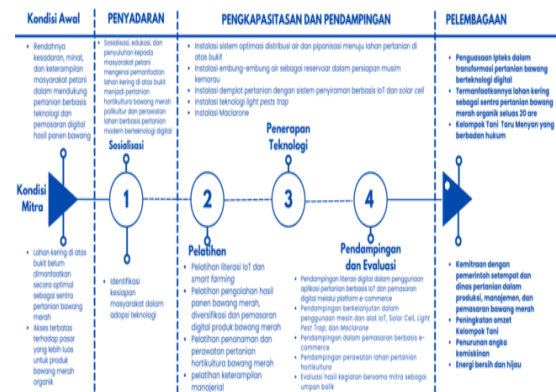 Kondisi Awal
PENYADARAN
PENGKAPASITASAN DAN PENDAMPINGAN
PELEMBAGAAN
• Rendahnya
kesadaran, minat,
dan keterampilan
masyarakat petani
dalam mendukung
pertanian berbasis
teknologi dan
pemasaran digital
hasil panen bawang
• Sosialisasi, edukasi, dan
penyuluhan kepada
masyarakat petani
mengenai pemanfaatan
lahan kering di atas bukit
menjadi pertanian
hortikultura bawang merah
polikultur dan perawatan
lahan berbasis pertanian
modern berteknologi digital
Sosialisasi
• Instalasi sistem optimasi distribusi air dan pipanisasi menuju lahan pertanian di
atas bukit
• Instalasi embung-embung air sebagai reservoar dalam persiapan musim
kemarau
• Instalasi demplot pertanian dengan sistem penyiraman berbasis IoT dan solar cell
• Instalasi teknologi light pests trap
• Instalasi Maclarone
Penerapan
Teknologi
• Penguasaan ipteks dalam
transformasi pertanian bawang
berteknologi digital
• Termanfaatkannya lahan kering
sebagai sentra pertanian bawang
merah organik seluas 20 are
• Kelompok Tani Taru Menyan yang
berbadan hukum
Kondisi
Mitra
1
2
3
4
• Lahan kering di atas
bukit belum
dimanfaatkan
secara optimal
sebagai sentra
pertanian bawang
merah
• Akses terbatas
terhadap pasar
yang lebih luas
untuk produk
bawang merah
organik
• Identifikasi
kesiapan
masyarakat dalam
adopsi teknologi
Pelatihan
• Pelatihan literasi IoT dan
smart farming
• Pelatihan pengolahan hasil
panen bawang merah,
diversifikasi dan pemasaran
digital produk bawang merah
• Pelatihan penanaman dan
perawatan pertanian
hortikultura bawang merah
• pelatihan keterampilan
manajerial
Pendampingan
dan Evaluasi
• Pendampingan literasi digital dalam penggunaan
aplikasi pertanian berbasis IoT dan pemasaran
digital melaui platform e-commerce
• Pendampingan berkelanjutan dalam
penggunaan mesin dan alat IoT, Solar Cell, Light
Pest Trap, dan Maclarone
• Pendampingan dalam pemasaran berbasis e-
commerce
• Pendampingan perawatan lahan pertanian
hortikultura
• Evaluasi hasil kegiatan bersama mitra sebagai
umpan balik
• Kemitraan dengan
pemerintah setempat dan
dinas pertanian dalam
produksi, manajemen, dan
pemasaran bawang merah
• Peningkatan omzet
Kelompok Tani
• Penurunan angka
kemiskinan
• Energi bersih dan hijau